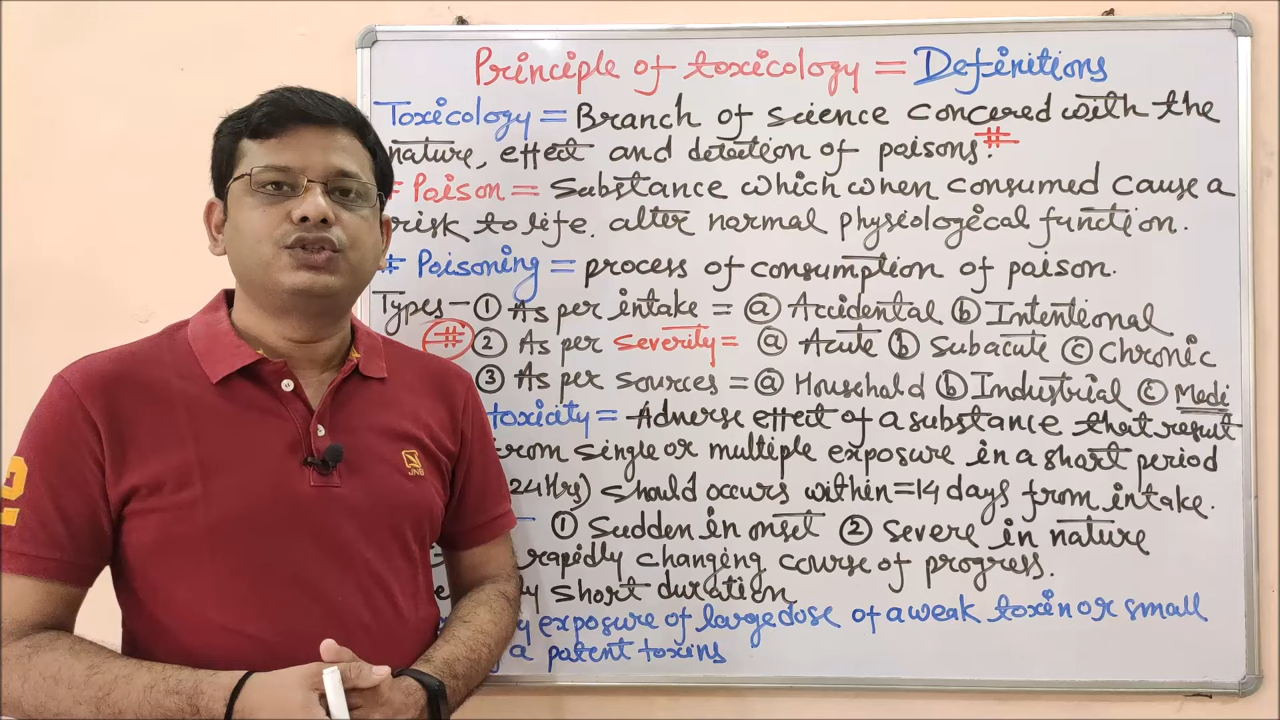 Principle of toxicology = Definitions
Toxicology = Branch of science concered with the
nature, effect and detection of poisons. #
# Poison = Substance which when consumed cause a
risk to life. alter normal physiological function.
# Poisoning = process of consumption of poison.
Types – ① As per intake = ⓐ Accidental ⓑ Intentional
# ② As per severity = ⓐ Acute ⓑ Subacute ⓒ Chronic
③ As per sources = ⓐ Household ⓑ Industrial ⓒ Medi
toxicity = Adverse effect of a substance that result
from single or multiple exposure in a short period
24Hrs) should occurs within = 14 days from intake.
① Sudden in onset ② Severe in nature
rapidly changing course of progress.
short duration
exposure of large dose of a weak toxin or small
a potent toxins
2
JNB